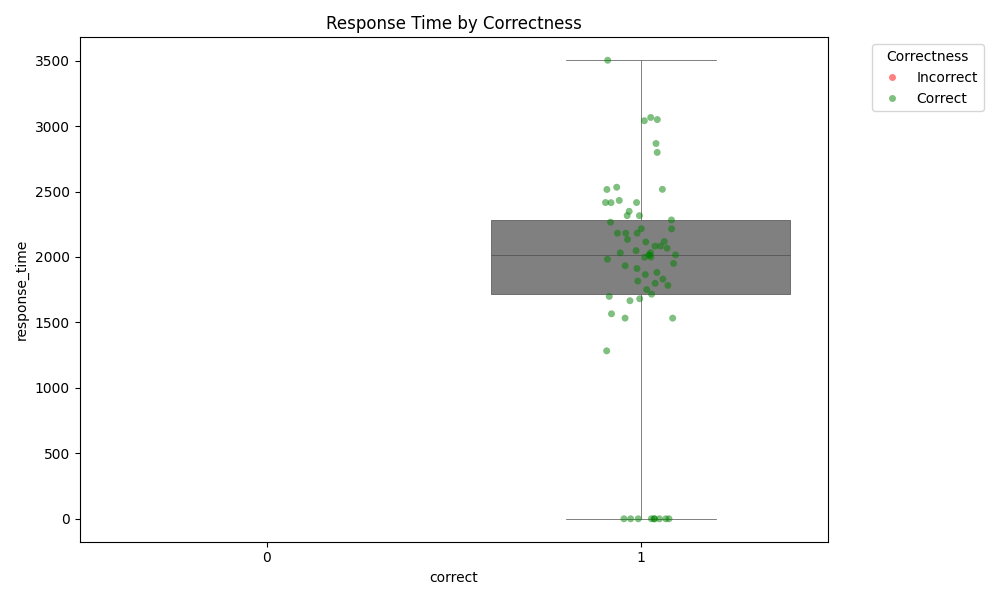 Response Time by Correctness
Correctness
Incorrect
Correct
response_time
3500
3000
2500
2000
1500
1000
500
0
0
1
correct